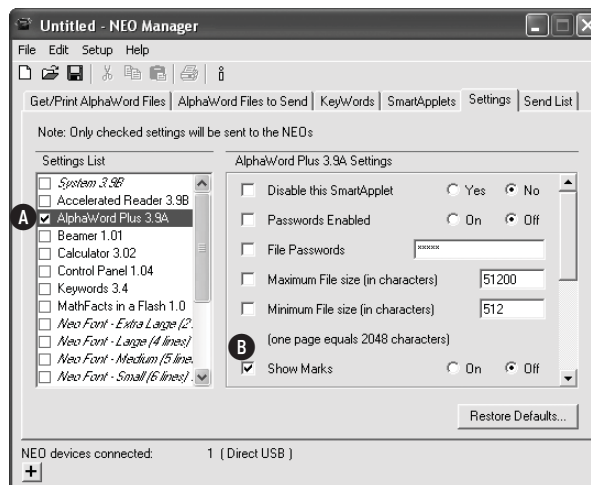 Untitled - NEO Manager
File Edit Setup Help
Get/Print AlphaWord Files AlphaWord Files to Send KeyWords SmartApplets Settings Send List
Note: Only checked settings will be sent to the NEOs
Settings List
System 3.9B
Accelerated Reader 3.9B
A AlphaWord Plus 3.9A
Beamer 1.01
Calculator 3.02
Control Panel 1.04
Keywords 3.4
MathFacts in a Flash 1.0
Neo Font - Extra Large (2
Neo Font - Large (4 lines)
Neo Font - Medium (5 line
Neo Font - Small (6 lines) .
AlphaWord Plus 3.9A Settings
Disable this SmartApplet Yes No
Passwords Enabled On Off
File Passwords xxxxx
Maximum File size (in characters) 51200
Minimum File size (in characters) 512
(one page equals 2048 characters)
B Show Marks On Off
Restore Defaults...
NEO devices connected: 1 ( Direct USB )
+